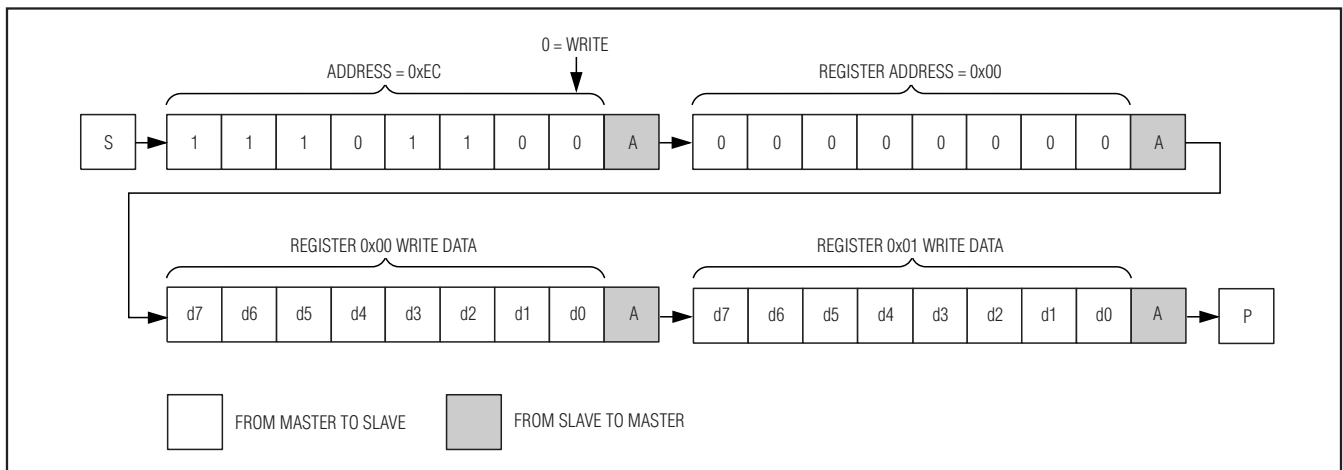 0 = WRITE
ADDRESS = 0xEC
REGISTER ADDRESS = 0x00
S 1 1 1 0 1 1 0 0 A 0 0 0 0 0 0 0 0 A
REGISTER 0x00 WRITE DATA
REGISTER 0x01 WRITE DATA
d7 d6 d5 d4 d3 d2 d1 d0 A d7 d6 d5 d4 d3 d2 d1 d0 A P
FROM MASTER TO SLAVE
FROM SLAVE TO MASTER